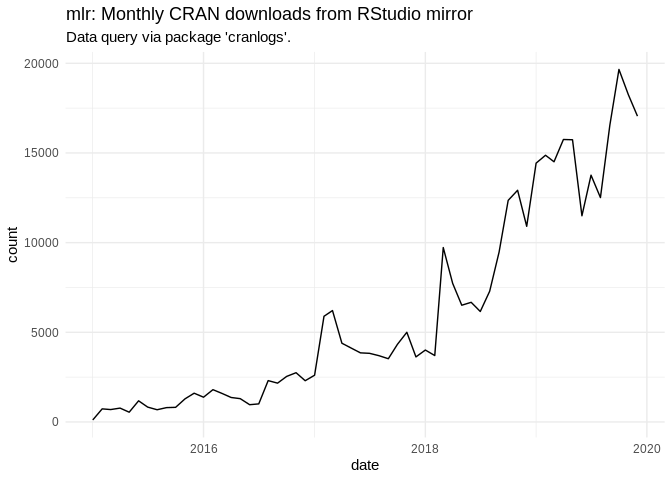 mlr: Monthly CRAN downloads from RStudio mirror
Data query via package 'cranlogs'.
20000
15000
10000
5000
0
count
2016
2018
2020
date